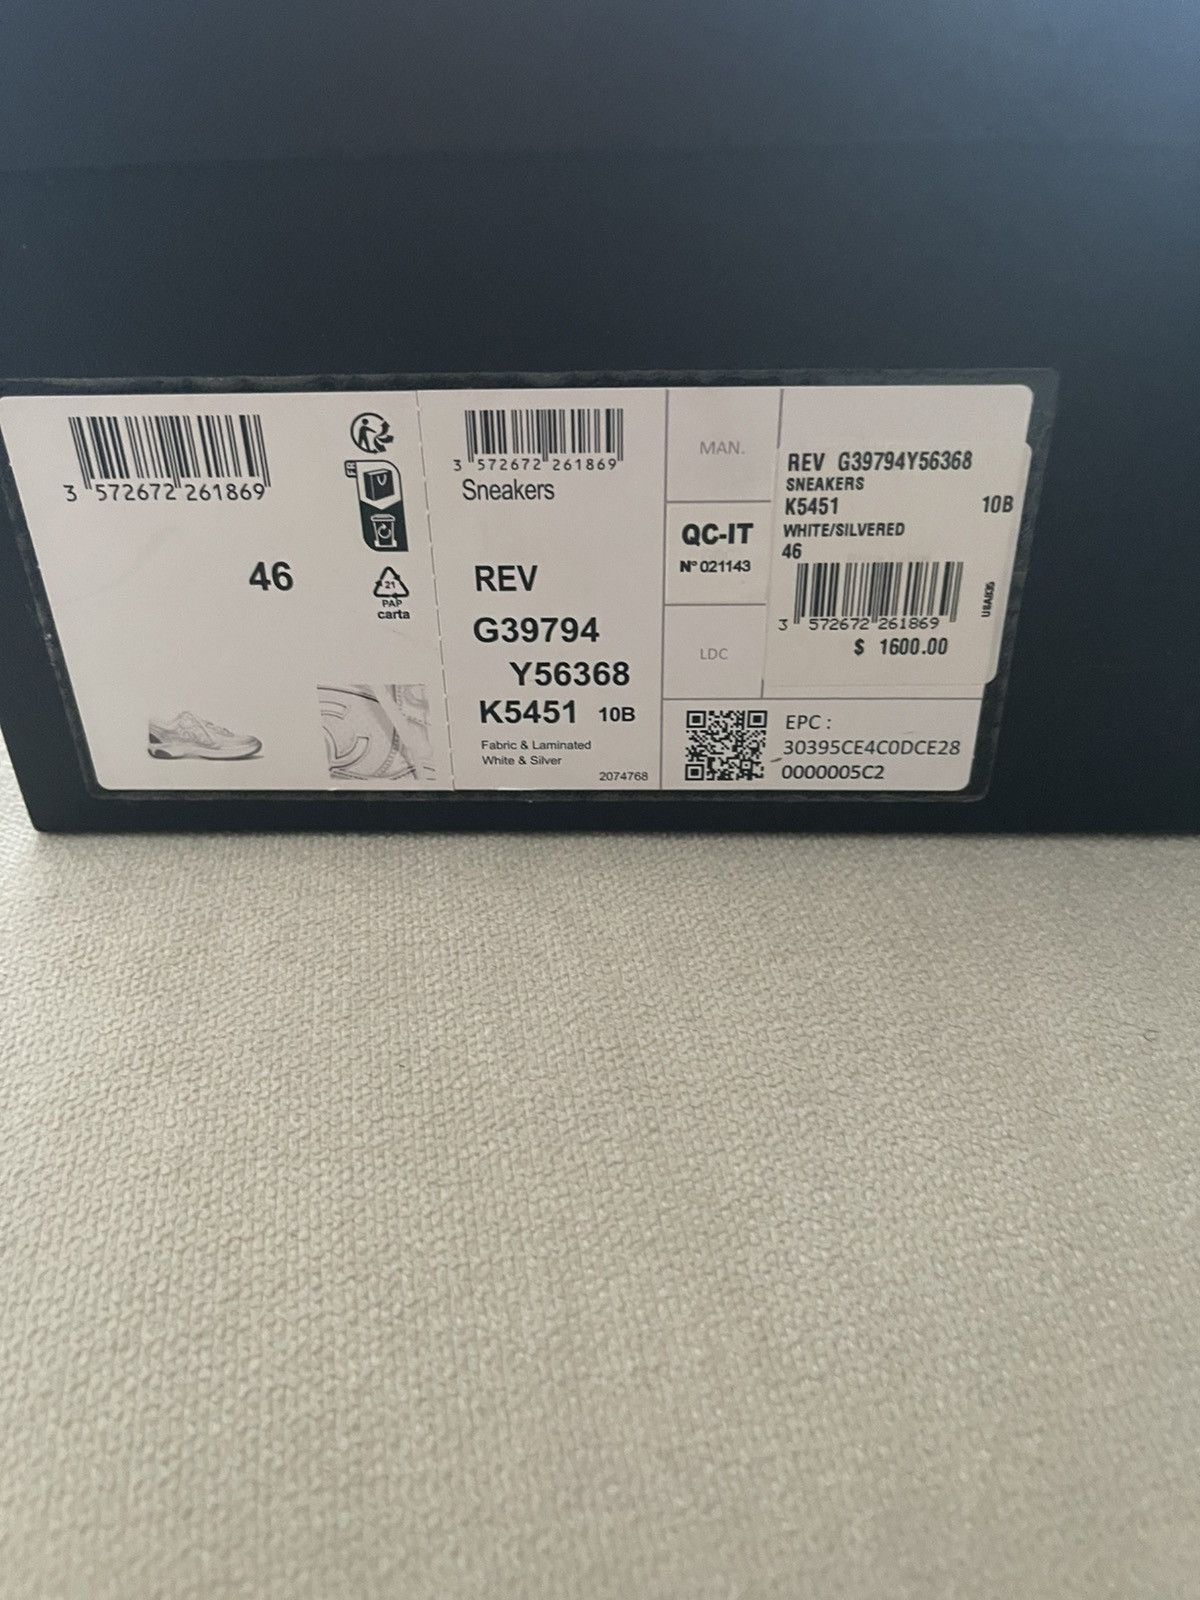 3 572672 261869
46
FR
21
PAP
carta
3 572672 261869
Sneakers
REV
G39794
Y56368
K5451 10B
Fabric & Laminated
White & Silver
2074768
MAN.
QC-IT
N° 021143
LDC
REV G39794Y56368
SNEAKERS
K5451 10B
WHITE/SILVERED
46
3 572672 261869
$ 1600.00
EPC :
30395CE4C0DCE28
0000005C2